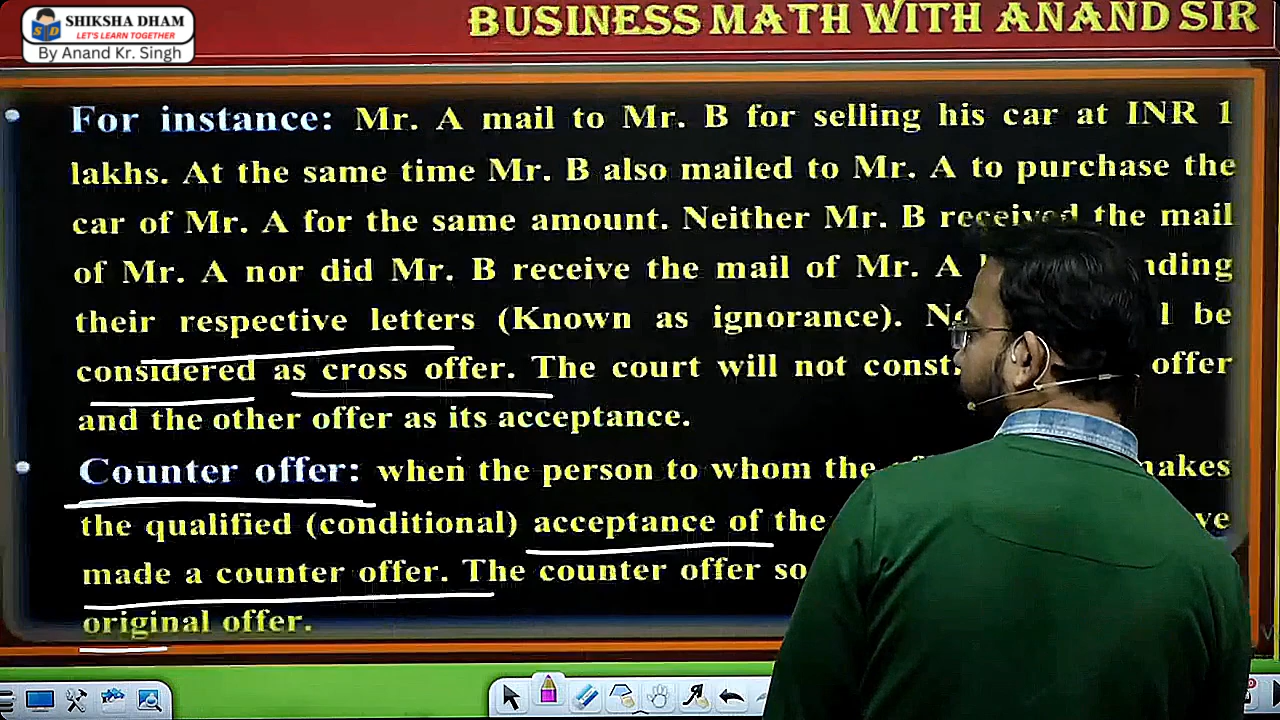 SHIKSHA DHAM
LET'S LEARN TOGETHER
By Anand Kr. Singh
BUSINESS MATH WITH ANAND SIR
For instance: Mr. A mail to Mr. B for selling his car at INR 1
lakhs. At the same time Mr. B also mailed to Mr. A to purchase the
car of Mr. A for the same amount. Neither Mr. B received the mail
of Mr. A nor did Mr. B receive the mail of Mr. A
their respective letters (Known as ignorance). be
considered as cross offer. The court will not offer
and the other offer as its acceptance.
Counter offer: when the person to whom the
the qualified (conditional) acceptance of the
made a counter offer. The counter offer so
original offer.